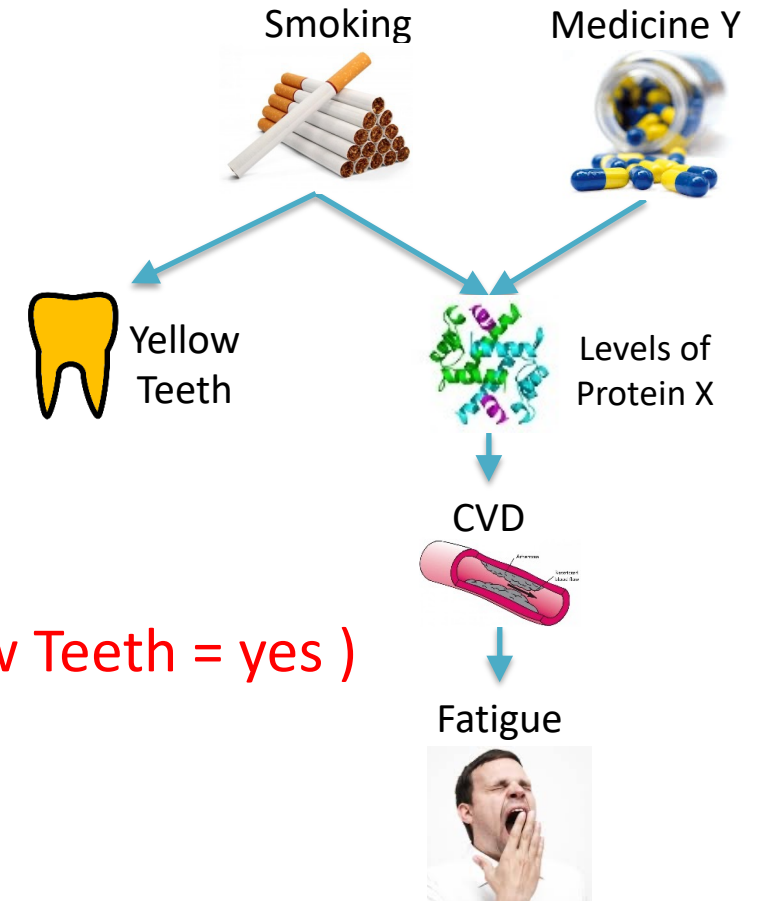 Smoking
Medicine Y
Yellow
Teeth
Levels of
Protein X
CVD
w Teeth = yes )
Fatigue